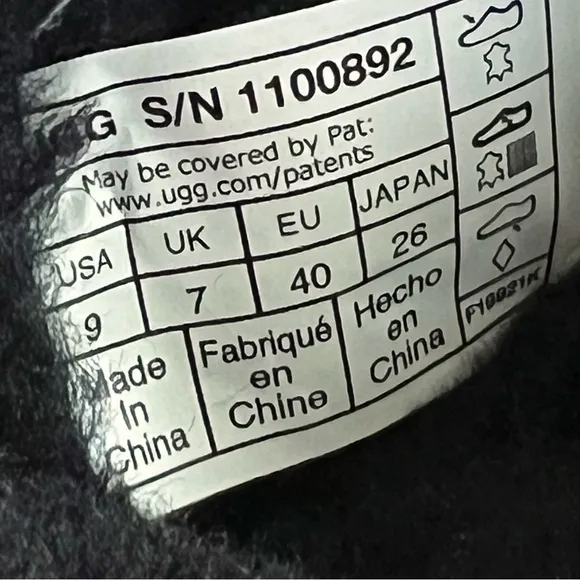 G S/N 1100892
May be covered by Pat:
www.ugg.com/patents
USA UK EU JAPAN
9 7 40 26
Made
In
China
Fabriqué
en
Chine
Hecho
en
China